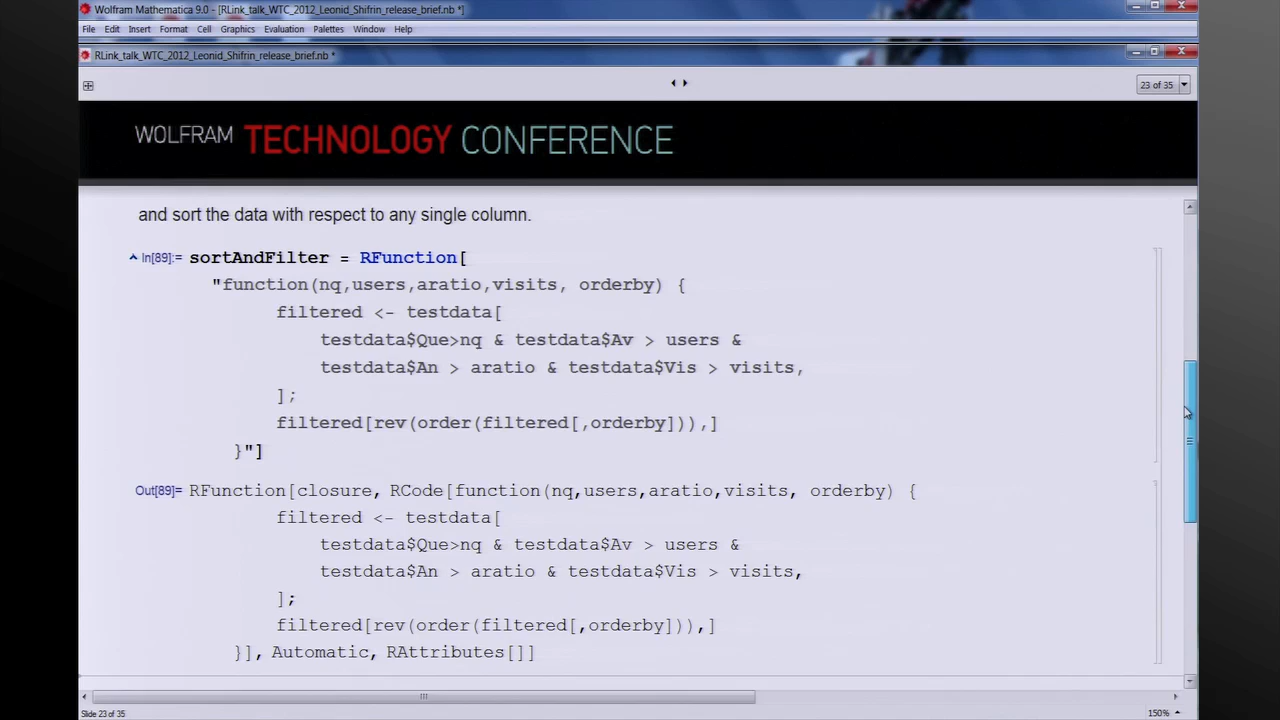 Wolfram Mathematica 9.0 - [RLink_talk_WTC_2012_Leonid_Shifrin_release_brief.nb *]
File Edit Insert Format Cell Graphics Evaluation Palettes Window Help
RLink_talk_WTC_2012_Leonid_Shifrin_release_brief.nb *
23 of 35
WOLFRAM TECHNOLOGY CONFERENCE
and sort the data with respect to any single column.
In[89]:= sortAndFilter = RFunction[
"function(nq,users,aratio,visits, orderby) {
filtered <- testdata[
testdata$Que>nq & testdata$Av > users &
testdata$An > aratio & testdata$Vis > visits,
];
filtered[rev(order(filtered[,orderby])),]
}"]
Out[89]= RFunction[closure, RCode[function(nq,users,aratio,visits, orderby) {
filtered <- testdata[
testdata$Que>nq & testdata$Av > users &
testdata$An > aratio & testdata$Vis > visits,
];
filtered[rev(order(filtered[,orderby])),]
}], Automatic, RAttributes[]]
Slide 23 of 35
150%